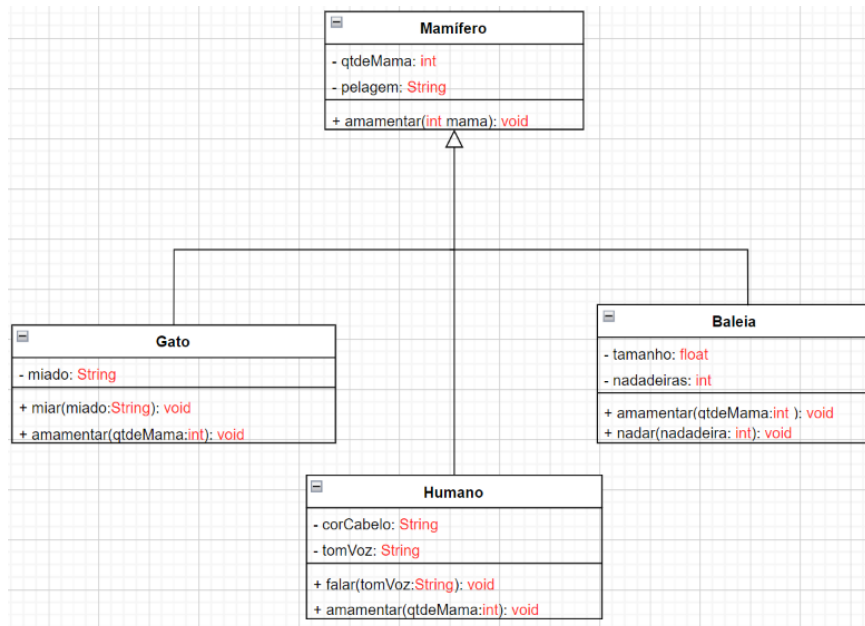 Mamífero
- qtdeMama: int
- pelagem: String
+ amamentar(int mama): void
Gato
- miado: String
+ miar(miado:String): void
+ amamentar(qtdeMama:int): void
Baleia
- tamanho: float
- nadadeiras: int
+ amamentar(qtdeMama:int ): void
+ nadar(nadadeira: int): void
Humano
- corCabelo: String
- tomVoz: String
+ falar(tomVoz:String): void
+ amamentar(qtdeMama:int): void